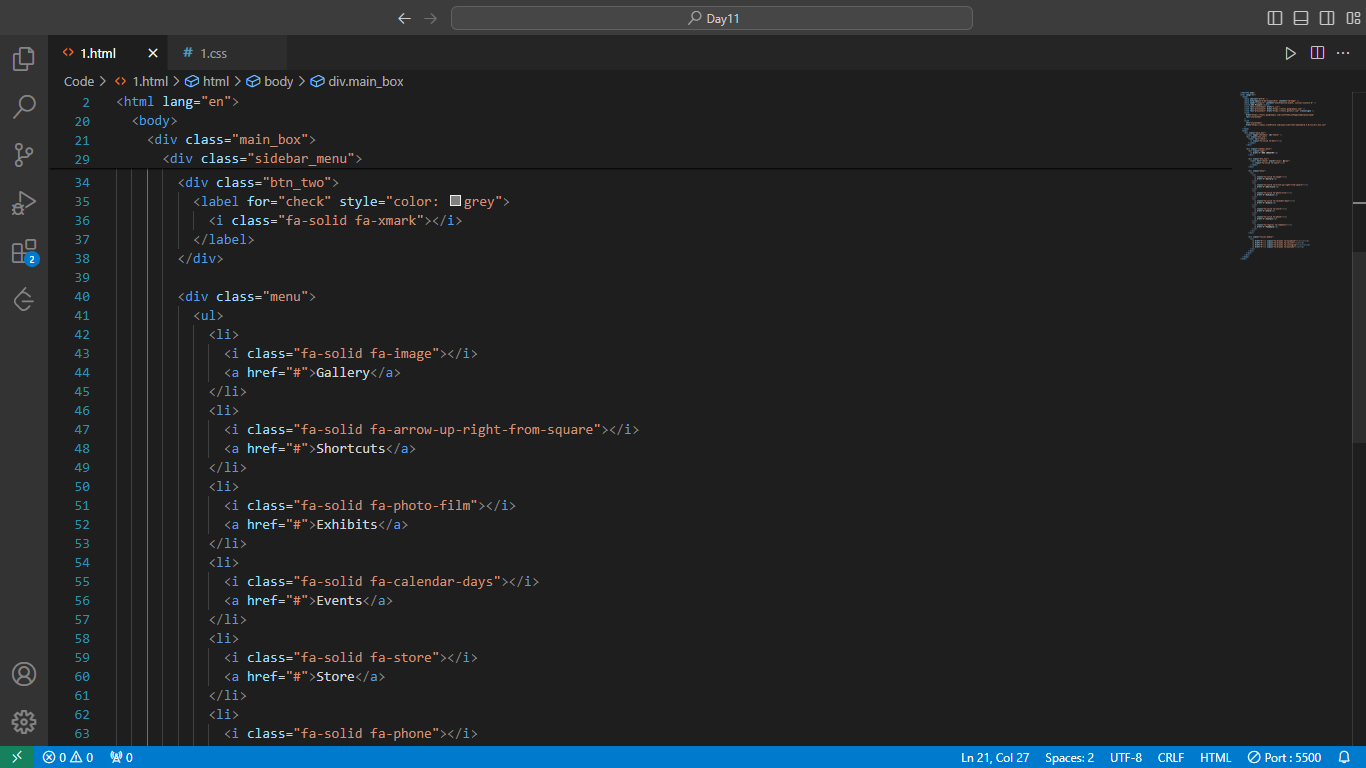 Day11
1.html
# 1.css
Code > <> 1.html > html > body > div.main_box
2 <html lang="en">
20 <body>
21 <div class="main_box">
29 <div class="sidebar_menu">
34 <div class="btn_two">
35 <label for="check" style="color: grey">
36 <i class="fa-solid fa-xmark"></i>
37 </label>
38 </div>
39
40 <div class="menu">
41 <ul>
42 <li>
43 <i class="fa-solid fa-image"></i>
44 <a href="#">Gallery</a>
45 </li>
46 <li>
47 <i class="fa-solid fa-arrow-up-right-from-square"></i>
48 <a href="#">Shortcuts</a>
49 </li>
50 <li>
51 <i class="fa-solid fa-photo-film"></i>
52 <a href="#">Exhibits</a>
53 </li>
54 <li>
55 <i class="fa-solid fa-calendar-days"></i>
56 <a href="#">Events</a>
57 </li>
58 <li>
59 <i class="fa-solid fa-store"></i>
60 <a href="#">Store</a>
61 </li>
62 <li>
63 <i class="fa-solid fa-phone"></i>
2
0 0 0 Ln 21, Col 27 Spaces: 2 UTF-8 CRLF HTML Port : 5500